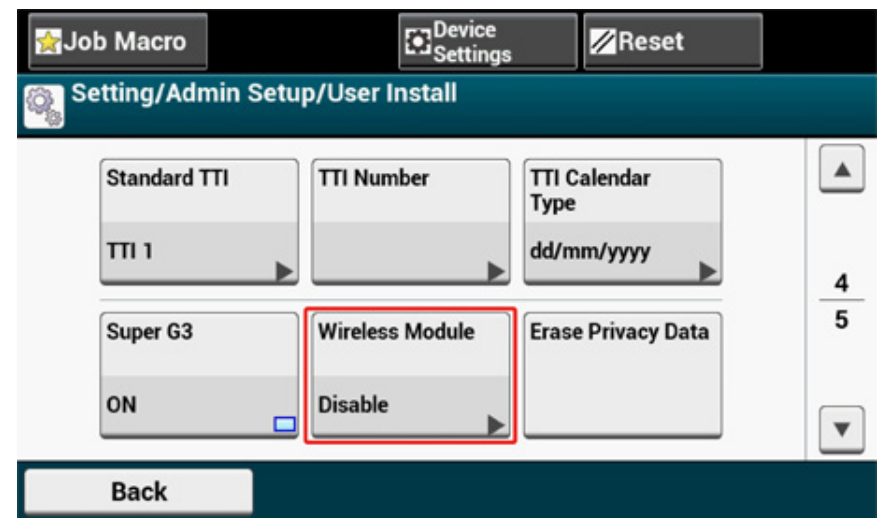 Job Macro
Device
Settings
Reset
Setting/Admin Setup/User Install
Standard TTI
TTI 1
TTI Number
TTI Calendar
Type
dd/mm/yyyy
4
5
Super G3
ON
Wireless Module
Disable
Erase Privacy Data
Back